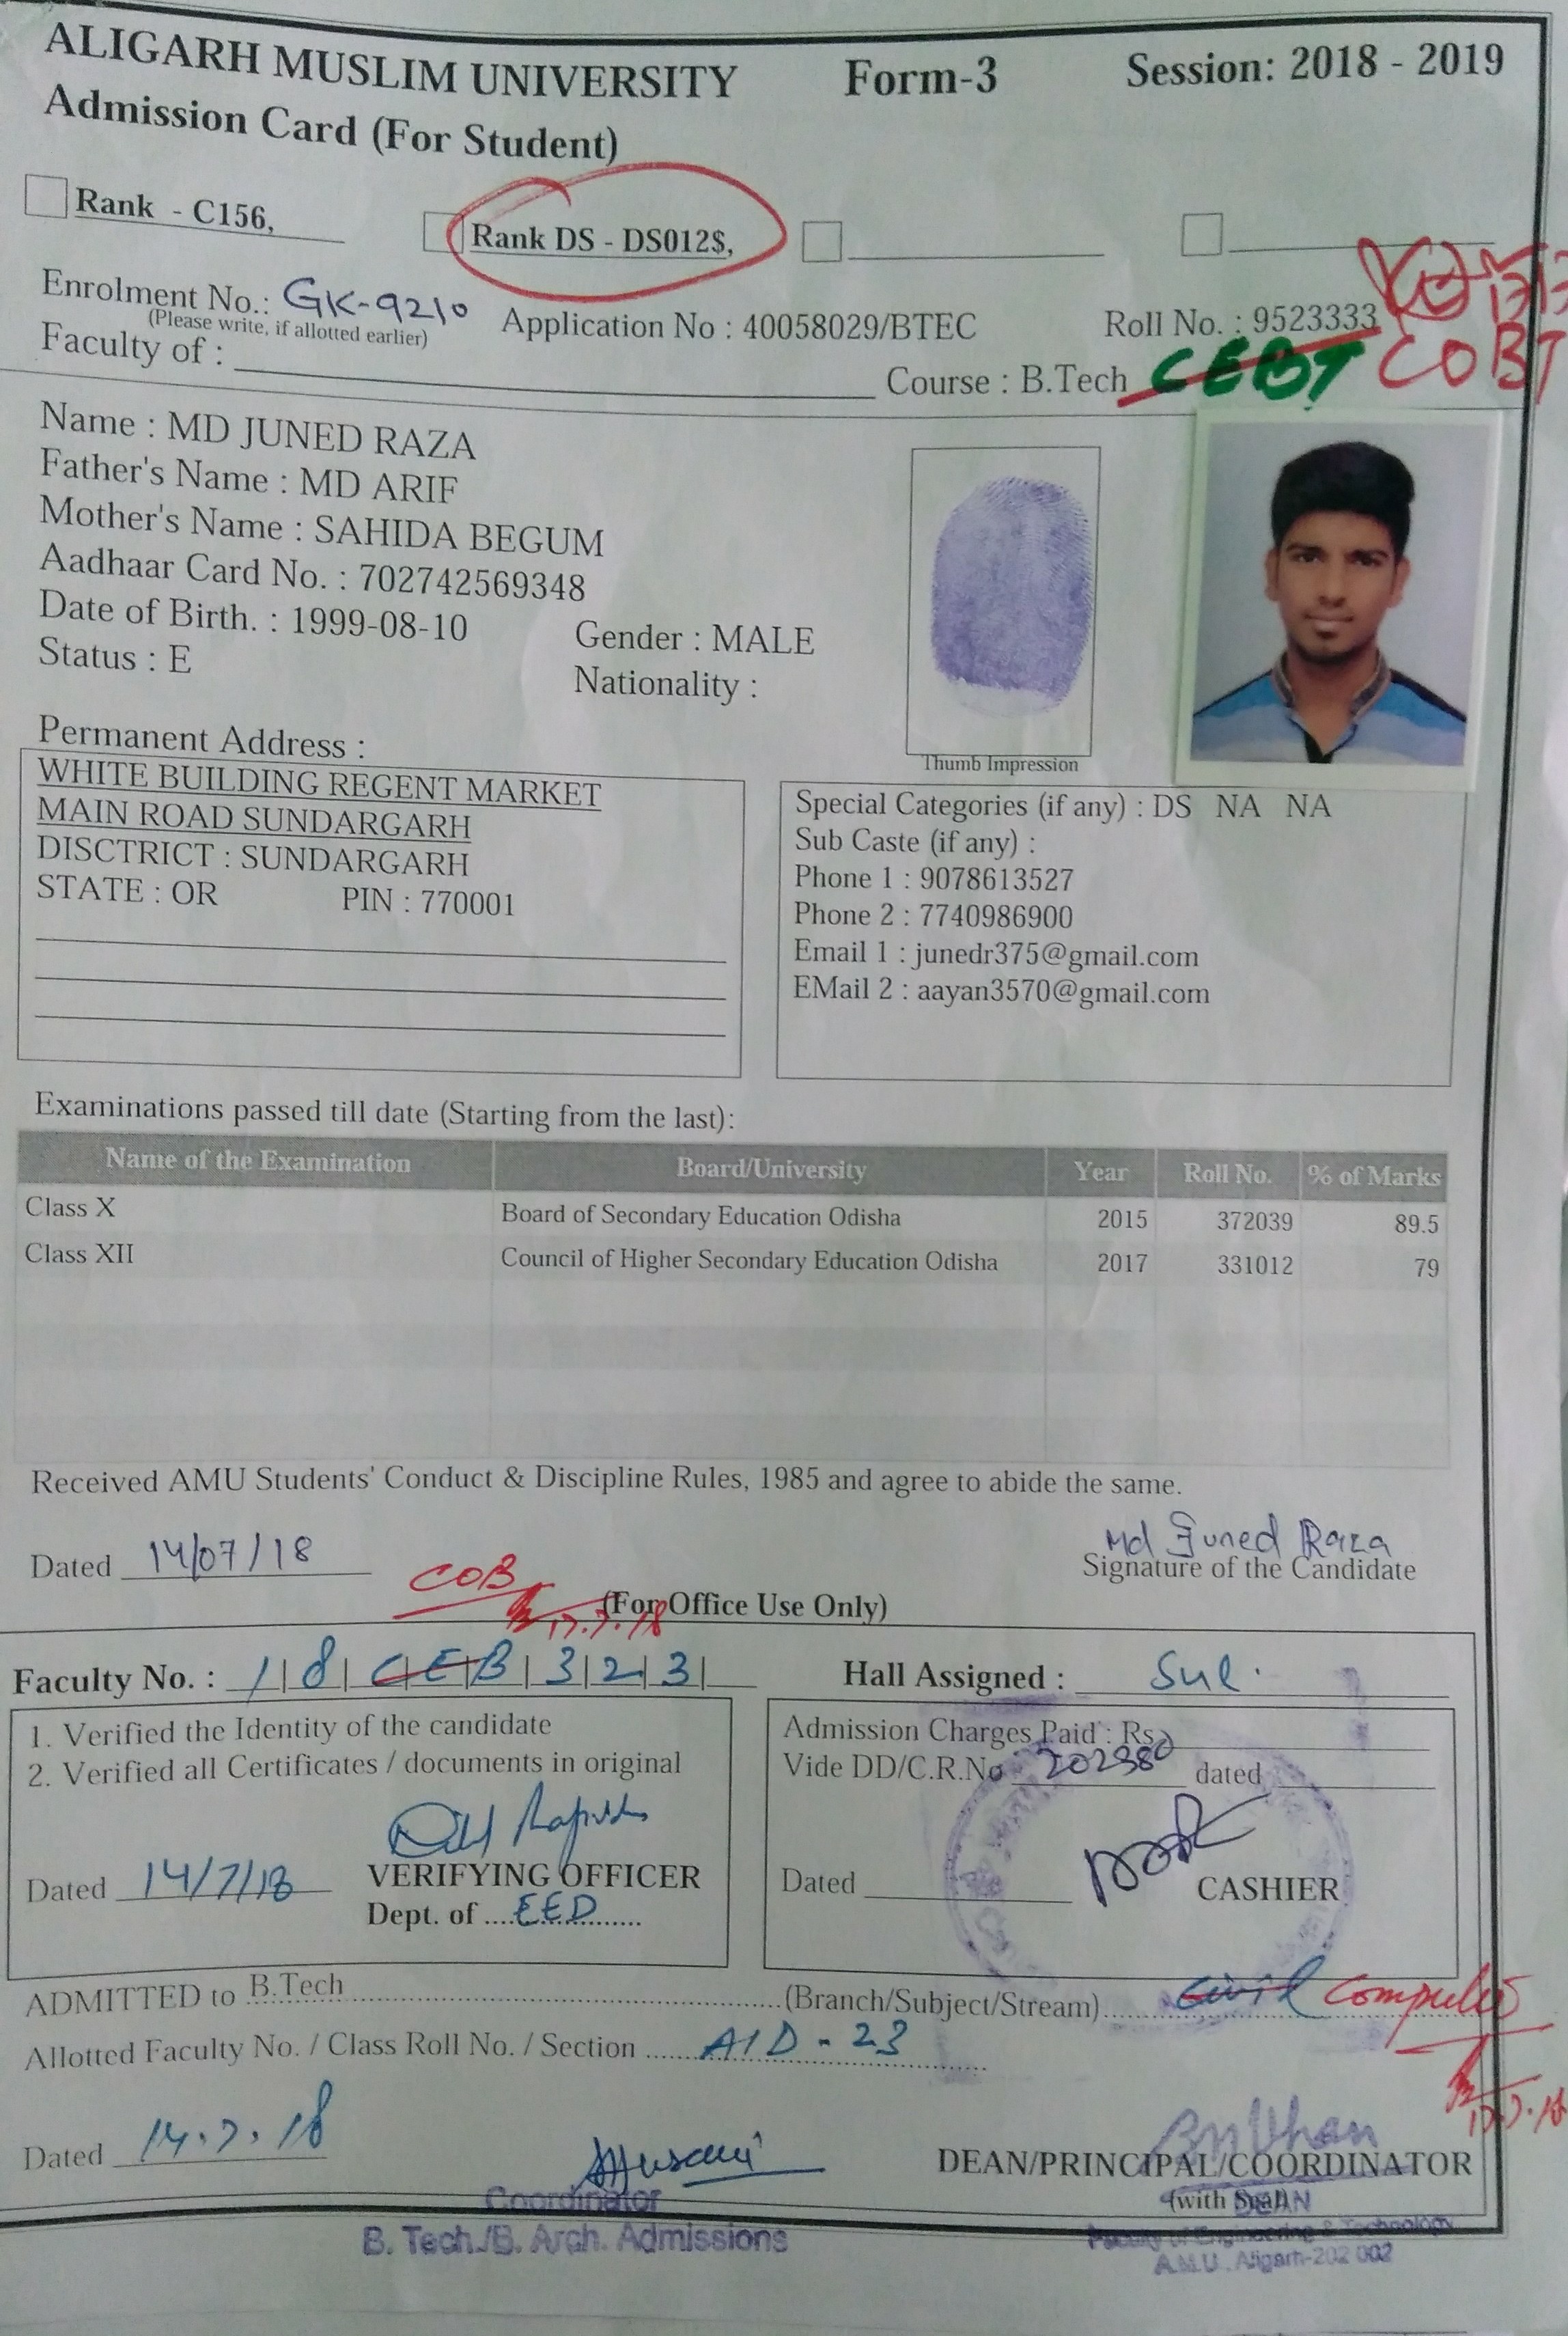 ALIGARH MUSLIM UNIVERSITY Form-3 Session: 2018 - 2019
Admission Card (For Student)
Rank - C156, Rank DS - DS012$,
Enrolment No.: GK-9210 Application No : 40058029/BTEC Roll No. : 9523333
(Please write, if allotted earlier)
Faculty of : Course : B.Tech CEBT COBT
Name : MD JUNED RAZA
Father's Name : MD ARIF
Mother's Name : SAHIDA BEGUM
Aadhaar Card No. : 702742569348
Date of Birth. : 1999-08-10 Gender : MALE
Status : E Nationality :
Thumb Impression
Permanent Address :
WHITE BUILDING REGENT MARKET
MAIN ROAD SUNDARGARH
DISCTRICT : SUNDARGARH
STATE : OR PIN : 770001
Special Categories (if any) : DS NA NA
Sub Caste (if any) :
Phone 1 : 9078613527
Phone 2 : 7740986900
Email 1 : junedr375@gmail.com
EMail 2 : aayan3570@gmail.com
Examinations passed till date (Starting from the last):
Name of the Examination Board/University Year Roll No. % of Marks
Class X Board of Secondary Education Odisha 2015 372039 89.5
Class XII Council of Higher Secondary Education Odisha 2017 331012 79
Received AMU Students' Conduct & Discipline Rules, 1985 and agree to abide the same.
Md Juned Raza
Dated 14/07/18 Signature of the Candidate
COB
(For Office Use Only)
17.7.18
Faculty No. : 1|8|C|E|B|3|2|3| Hall Assigned : Sul.
1. Verified the Identity of the candidate
2. Verified all Certificates / documents in original
Dated 14/7/18 VERIFYING OFFICER
Dept. of ....EED........
Admission Charges Paid : Rs
Vide DD/C.R.No 202380 dated
Dated CASHIER
ADMITTED to B.Tech (Branch/Subject/Stream) Civil Computer
Allotted Faculty No. / Class Roll No. / Section A1D - 23
17.7.18
Dated 14.7.18
DEAN/PRINCIPAL/COORDINATOR
(with Seal)
Coordinator
B. Tech./B. Arch. Admissions
DEAN
Faculty of Engineering & Technology
A.M.U. Aligarh-202 002